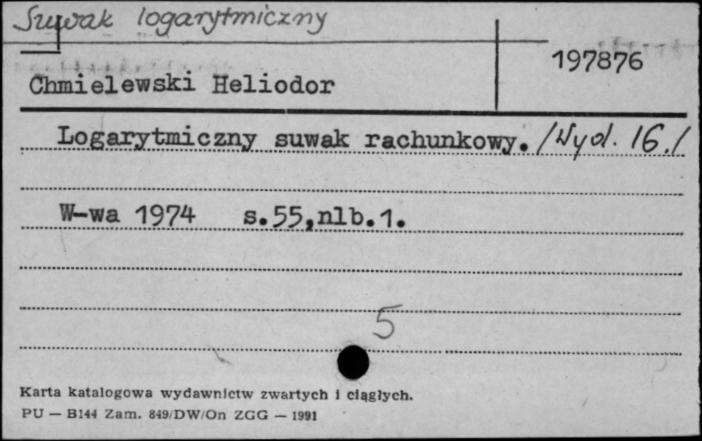 Suwak logarytmiczny
197876
Chmielewski Heliodor
Logarytmiczny suwak rachunkowy. /Wyd. 16./
W-wa 1974 s.55,nlb.1.
5
Karta katalogowa wydawnictw zwartych i ciągłych.
PU — B144 Zam. 849/DW/On ZGG — 1991